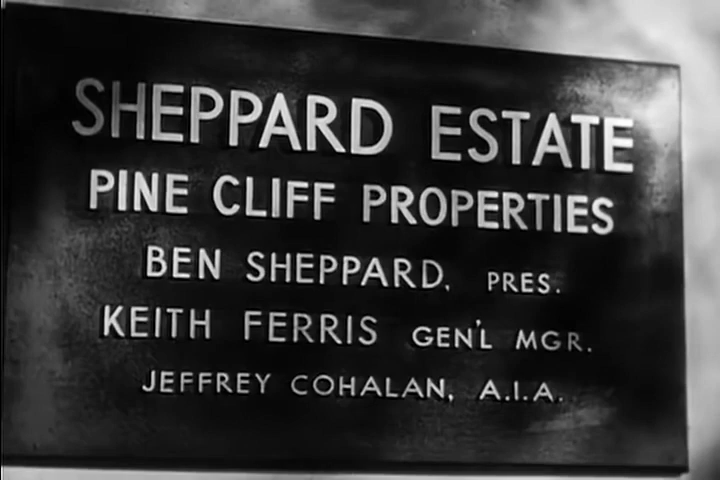 SHEPPARD ESTATE
PINE CLIFF PROPERTIES
BEN SHEPPARD, PRES.
KEITH FERRIS GEN'L MGR.
JEFFREY COHALAN, A.I.A.